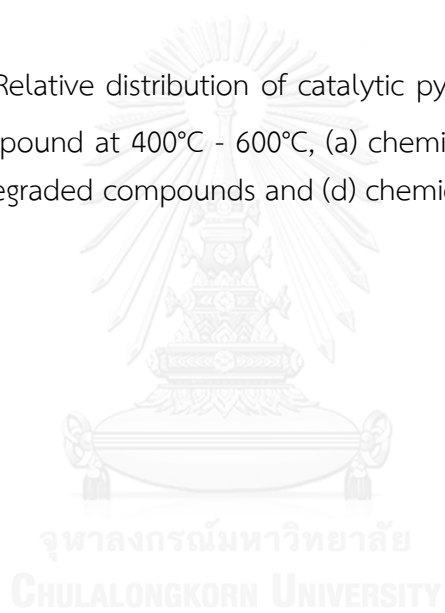 Relative distribution of catalytic py
pound at 400°C - 600°C, (a) chemi
egraded compounds and (d) chemi
จุฬาลงกรณ์มหาวิทยาลัย
CHULALONGKORN UNIVERSITY